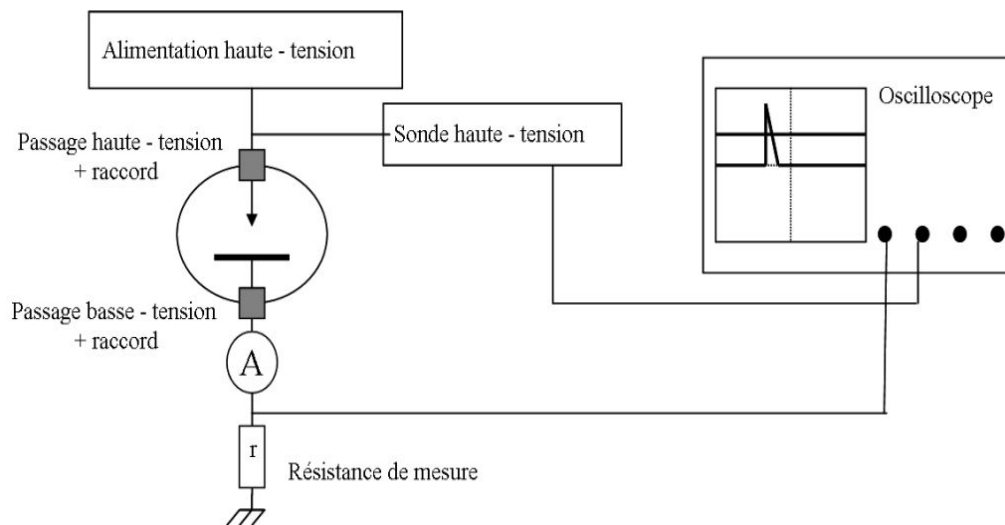 Alimentation haute - tension
Oscilloscope
Passage haute - tension
+ raccord
Sonde haute - tension
Passage basse - tension
+ raccord
A
r
Résistance de mesure